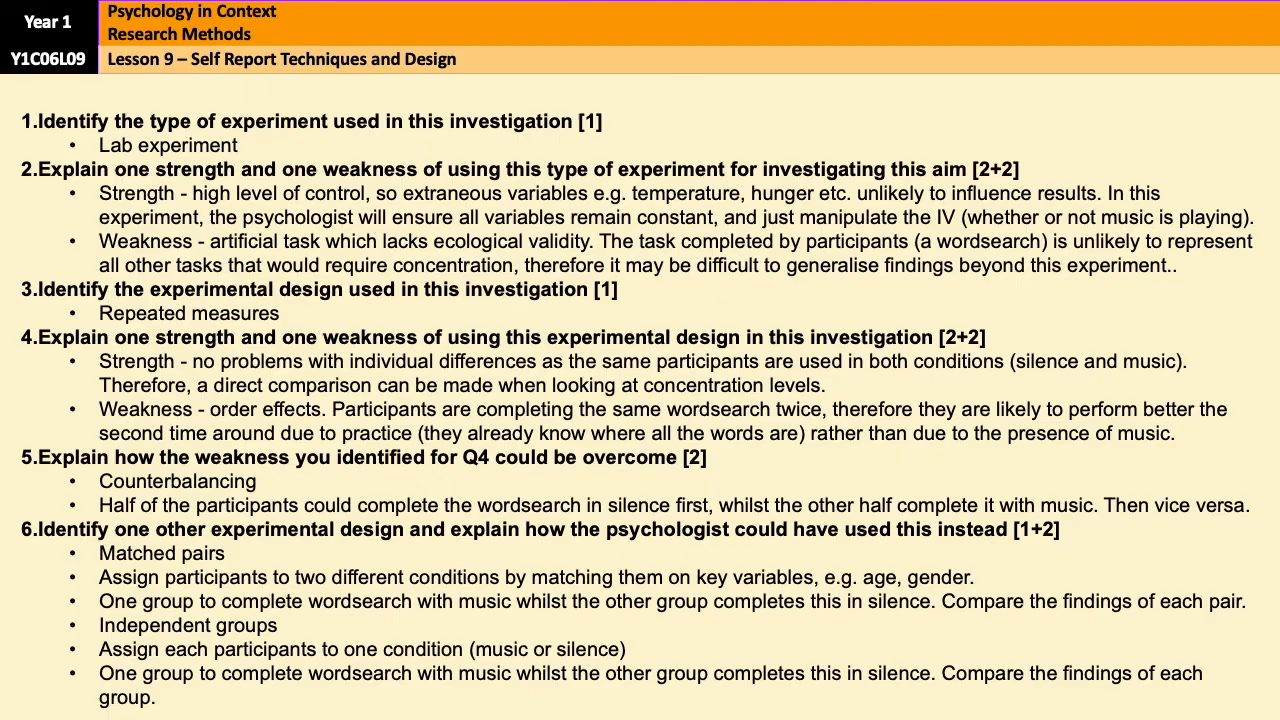 Year 1
Psychology in Context
Research Methods
Y1C06L09
Lesson 9 – Self Report Techniques and Design
1.Identify the type of experiment used in this investigation [1]
• Lab experiment
2.Explain one strength and one weakness of using this type of experiment for investigating this aim [2+2]
• Strength - high level of control, so extraneous variables e.g. temperature, hunger etc. unlikely to influence results. In this
experiment, the psychologist will ensure all variables remain constant, and just manipulate the IV (whether or not music is playing).
• Weakness - artificial task which lacks ecological validity. The task completed by participants (a wordsearch) is unlikely to represent
all other tasks that would require concentration, therefore it may be difficult to generalise findings beyond this experiment..
3.Identify the experimental design used in this investigation [1]
• Repeated measures
4.Explain one strength and one weakness of using this experimental design in this investigation [2+2]
• Strength - no problems with individual differences as the same participants are used in both conditions (silence and music).
Therefore, a direct comparison can be made when looking at concentration levels.
• Weakness - order effects. Participants are completing the same wordsearch twice, therefore they are likely to perform better the
second time around due to practice (they already know where all the words are) rather than due to the presence of music.
5.Explain how the weakness you identified for Q4 could be overcome [2]
• Counterbalancing
• Half of the participants could complete the wordsearch in silence first, whilst the other half complete it with music. Then vice versa.
6.Identify one other experimental design and explain how the psychologist could have used this instead [1+2]
• Matched pairs
• Assign participants to two different conditions by matching them on key variables, e.g. age, gender.
• One group to complete wordsearch with music whilst the other group completes this in silence. Compare the findings of each pair.
• Independent groups
• Assign each participants to one condition (music or silence)
• One group to complete wordsearch with music whilst the other group completes this in silence. Compare the findings of each
group.